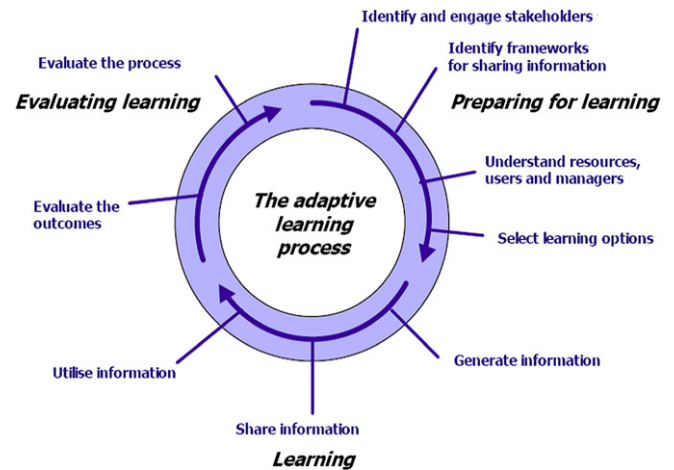 Identify and engage stakeholders
Identify frameworks
for sharing information
Preparing for learning
Understand resources,
users and managers
Select learning options
Generate information
Share information
Learning
Utilise information
Evaluate the
outcomes
Evaluate the process
Evaluating learning
The adaptive
learning
process